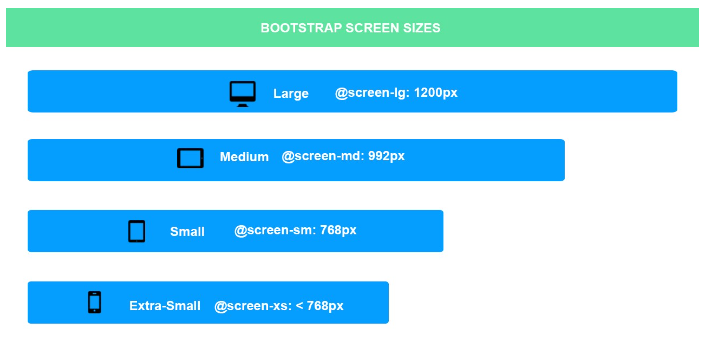 BOOTSTRAP SCREEN SIZES
Large @screen-lg: 1200px
Medium @screen-md: 992px
Small @screen-sm: 768px
Extra-Small @screen-xs: < 768px